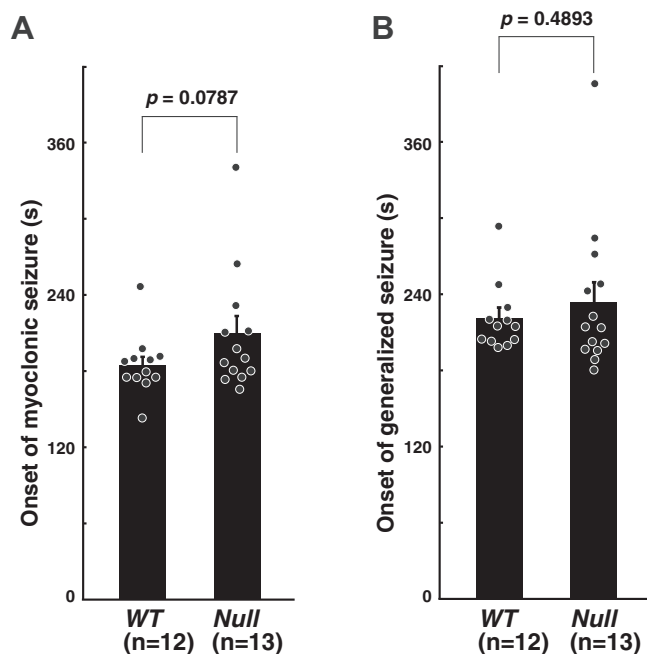 A
p = 0.0787
Onset of myoclonic seizure (s)
360
240
120
0
WT
(n=12)
Null
(n=13)
B
p = 0.4893
Onset of generalized seizure (s)
360
240
120
0
WT
(n=12)
Null
(n=13)